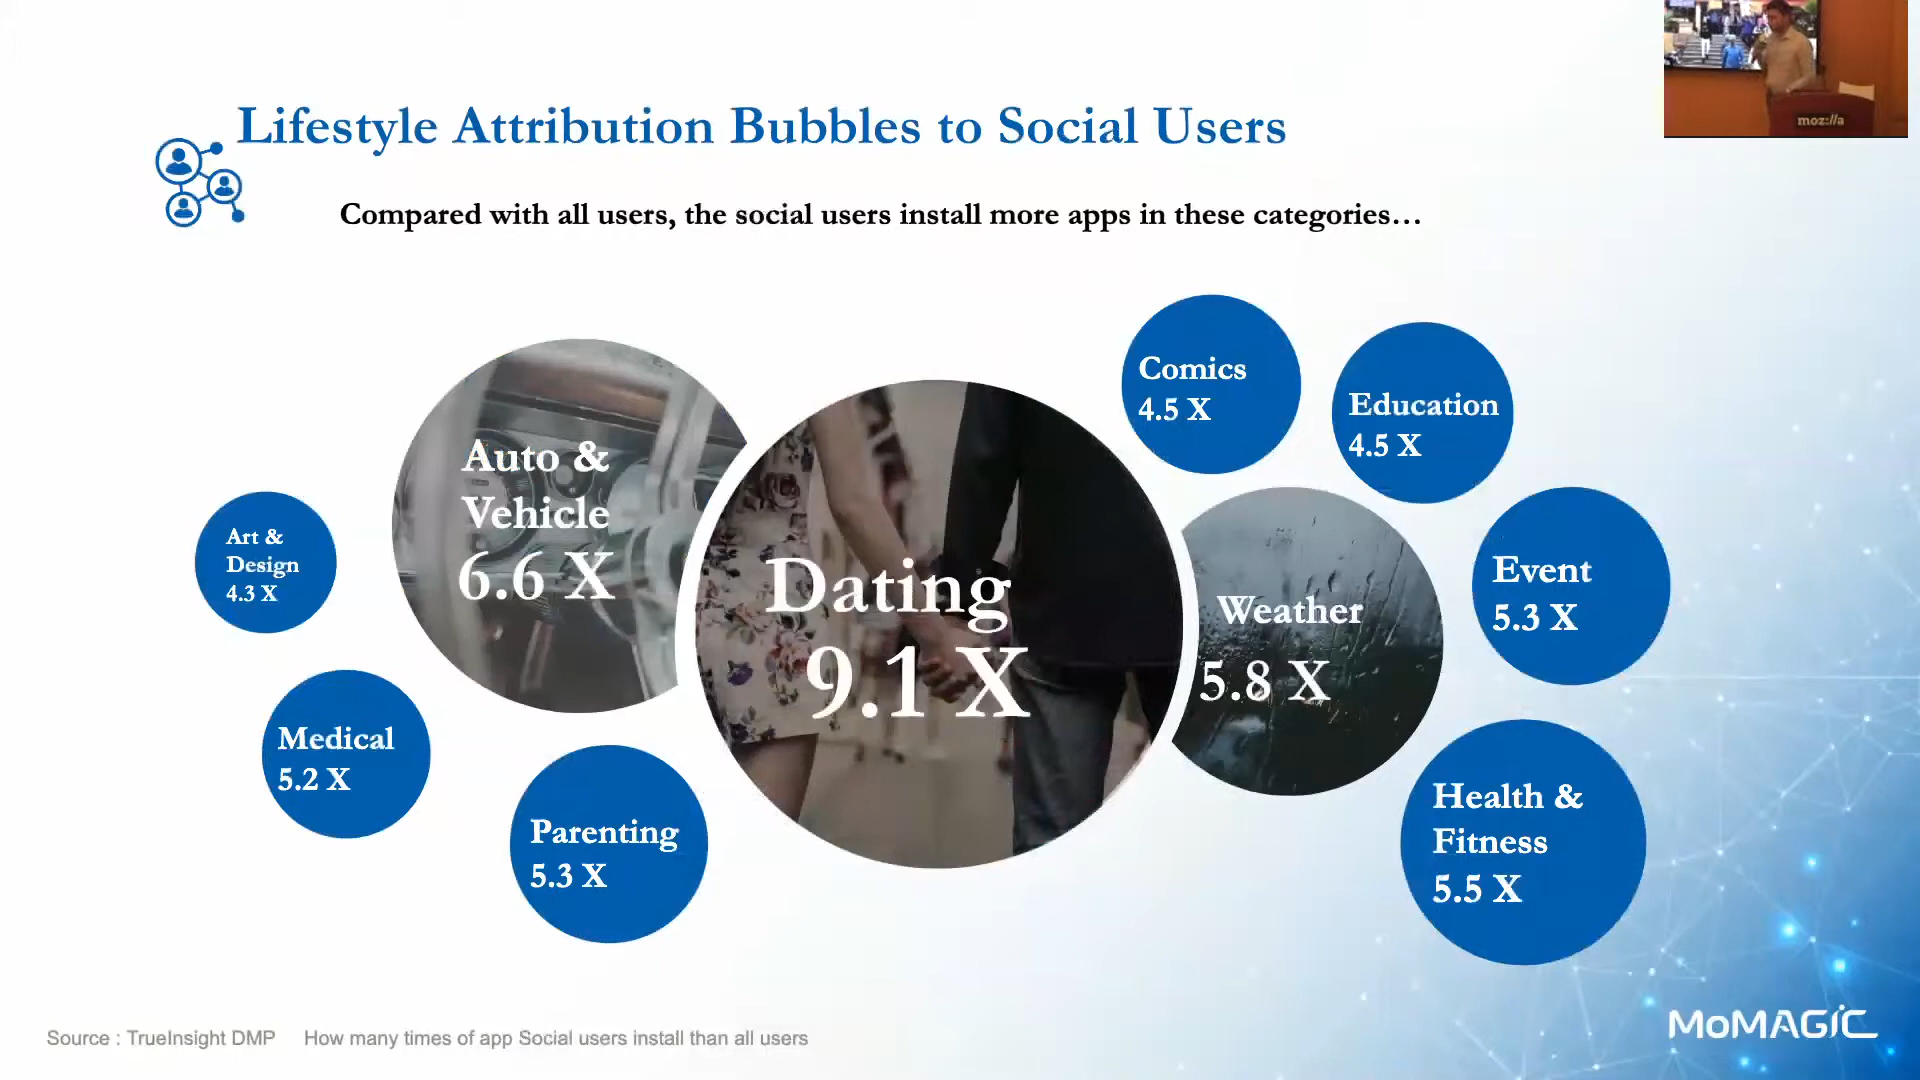 moz://a
Lifestyle Attribution Bubbles to Social Users
Compared with all users, the social users install more apps in these categories…
Comics
4.5 X
Education
4.5 X
Auto &
Vehicle
6.6 X
Art &
Design
4.3 X
Dating
9.1 X
Weather
5.8 X
Event
5.3 X
Medical
5.2 X
Parenting
5.3 X
Health &
Fitness
5.5 X
Source : TrueInsight DMP How many times of app Social users install than all users
MoMAGIC